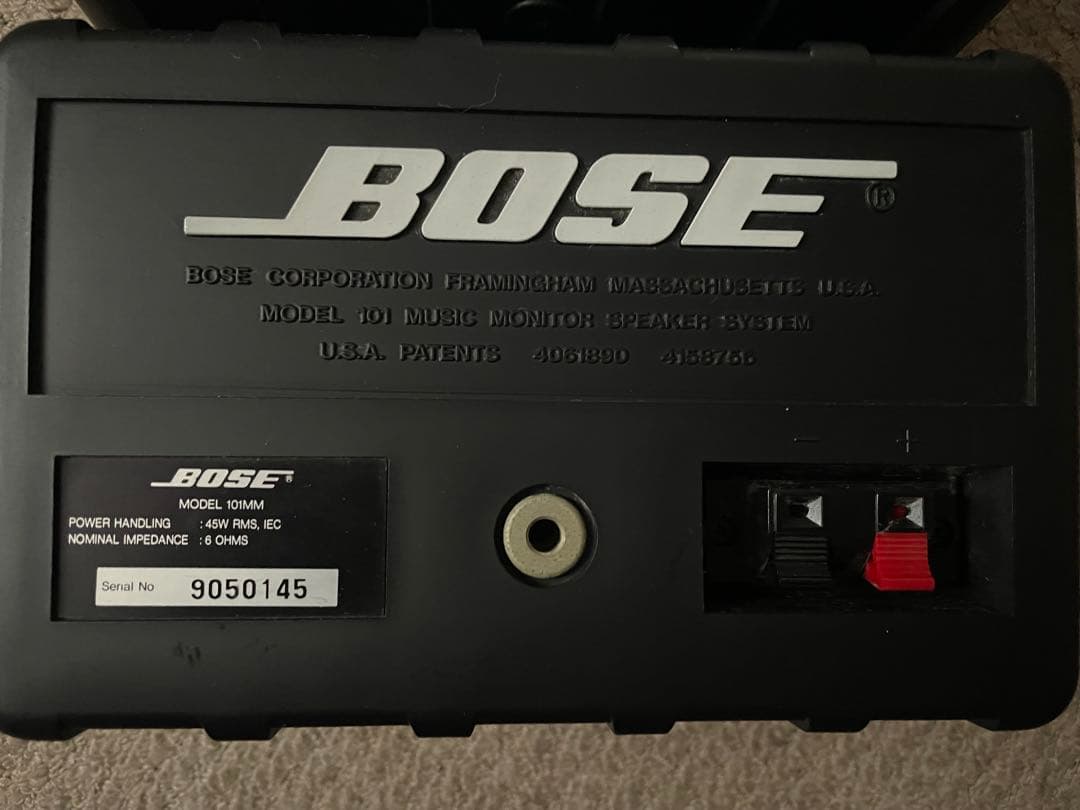 BOSE®
BOSE CORPORATION FRAMINGHAM MASSACHUSETTS U.S.A.
MODEL 101 MUSIC MONITOR SPEAKER SYSTEM
U.S.A. PATENTS 4061890 4158756
- +
BOSE®
MODEL 101MM
POWER HANDLING : 45W RMS, IEC
NOMINAL IMPEDANCE : 6 OHMS
Serial No 9050145